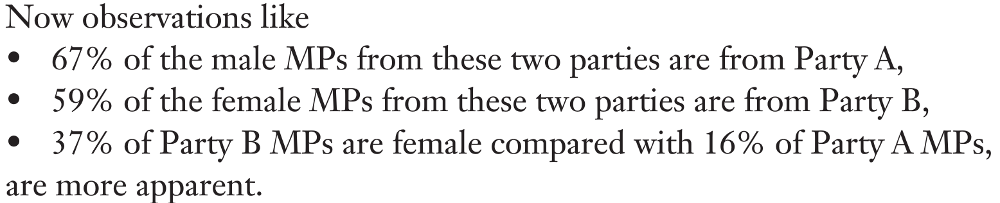 Now observations like
• 67% of the male MPs from these two parties are from Party A,
• 59% of the female MPs from these two parties are from Party B,
• 37% of Party B MPs are female compared with 16% of Party A MPs,
are more apparent.